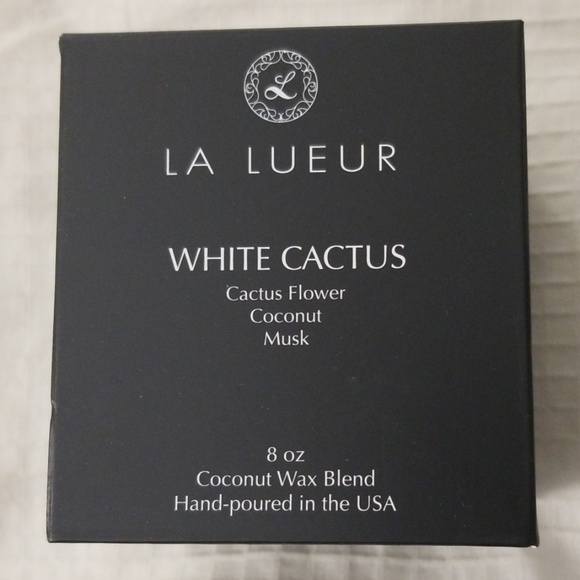 L
LA LUEUR
WHITE CACTUS
Cactus Flower
Coconut
Musk
8 oz
Coconut Wax Blend
Hand-poured in the USA